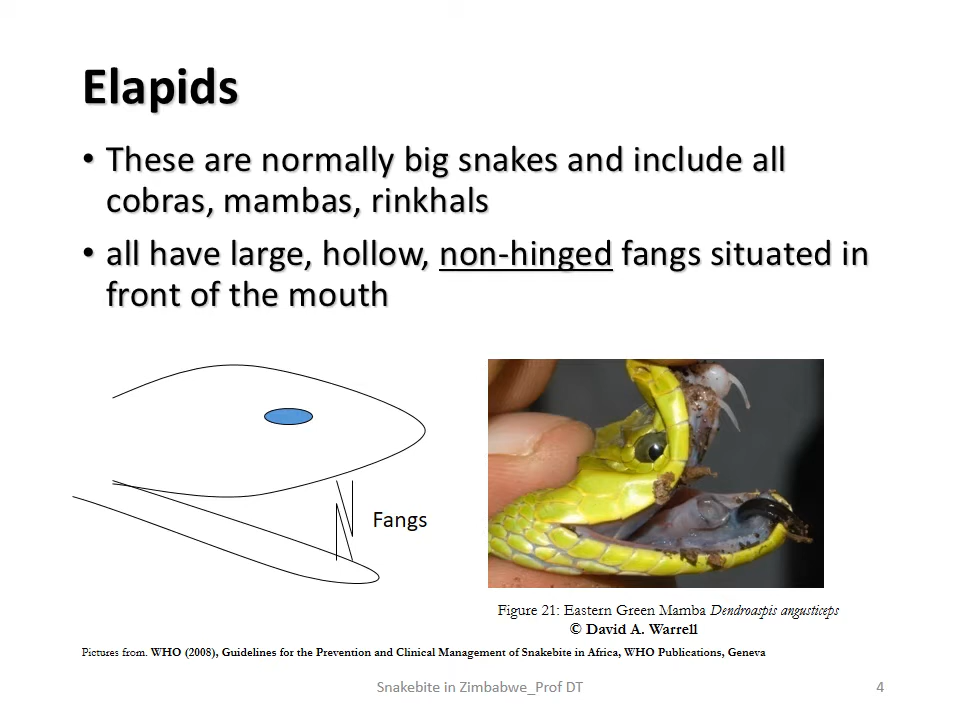 Elapids
• These are normally big snakes and include all
cobras, mambas, rinkhals
• all have large, hollow, non-hinged fangs situated in
front of the mouth
Fangs
Figure 21: Eastern Green Mamba Dendroaspis angusticeps
© David A. Warrell
Pictures from. WHO (2008), Guidelines for the Prevention and Clinical Management of Snakebite in Africa, WHO Publications, Geneva
Snakebite in Zimbabwe_Prof DT
4